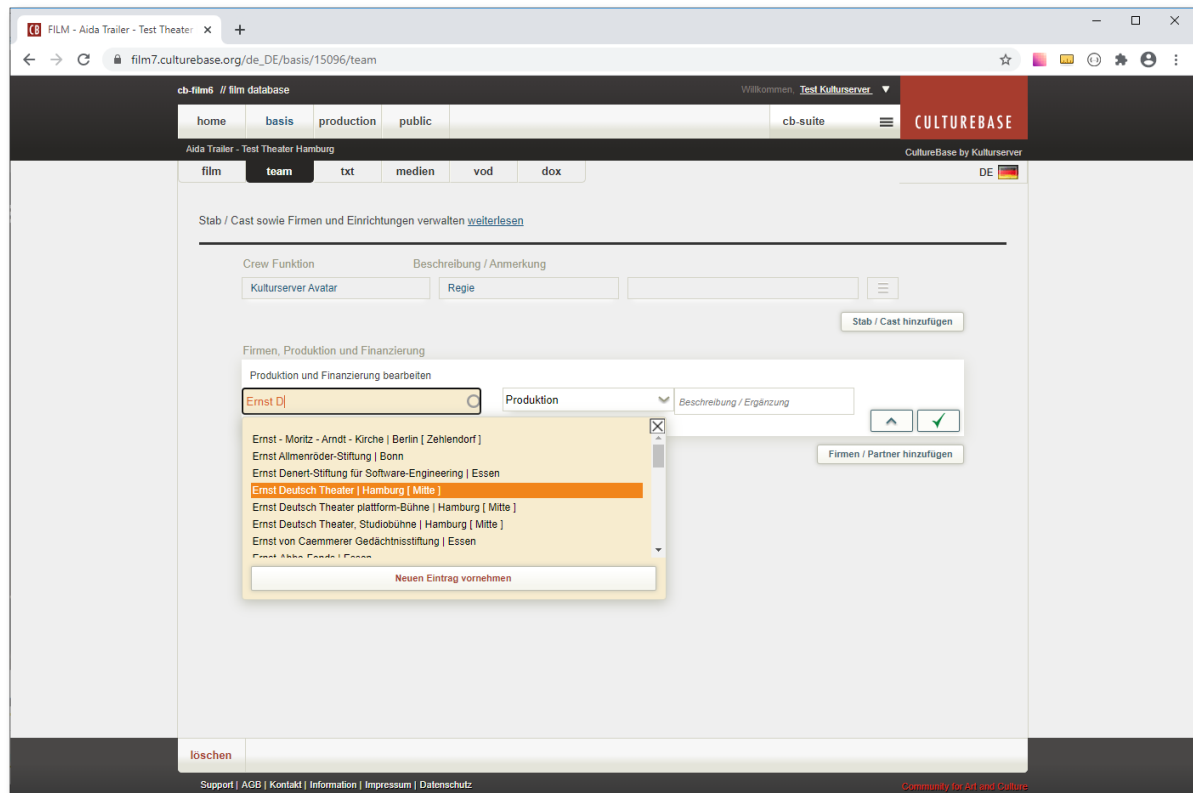 FILM - Aida Trailer - Test Theater
film7.culturebase.org/de_DE/basis/15096/team
cb-film6 // film database
Willkommen, Test Kulturserver ▼
home basis production public cb-suite
CULTUREBASE
Aida Trailer - Test Theater Hamburg
CultureBase by Kulturserver
film team txt medien vod dox DE
Stab / Cast sowie Firmen und Einrichtungen verwalten weiterlesen
Crew Funktion Beschreibung / Anmerkung
Kulturserver Avatar Regie
Stab / Cast hinzufügen
Firmen, Produktion und Finanzierung
Produktion und Finanzierung bearbeiten
Ernst D Produktion Beschreibung / Ergänzung
Firmen / Partner hinzufügen
Ernst - Moritz - Arndt - Kirche | Berlin [ Zehlendorf ]
Ernst Allmenröder-Stiftung | Bonn
Ernst Denert-Stiftung für Software-Engineering | Essen
Ernst Deutsch Theater | Hamburg [ Mitte ]
Ernst Deutsch Theater plattform-Bühne | Hamburg [ Mitte ]
Ernst Deutsch Theater, Studiobühne | Hamburg [ Mitte ]
Ernst von Caemmerer Gedächtnisstiftung | Essen
Ernst-Abbe-Fonds | Essen
Neuen Eintrag vornehmen
löschen
Support | AGB | Kontakt | Information | Impressum | Datenschutz
Community for Art and Culture